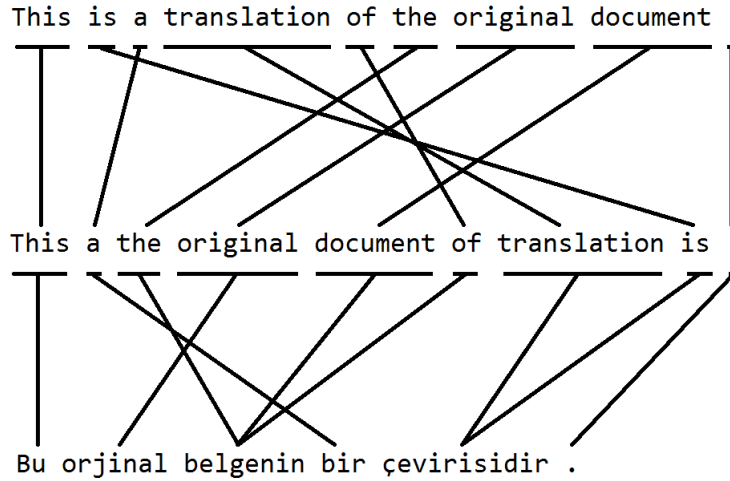 This is a translation of the original document
This a the original document of translation is
Bu orjinal belgenin bir çevirisidir .